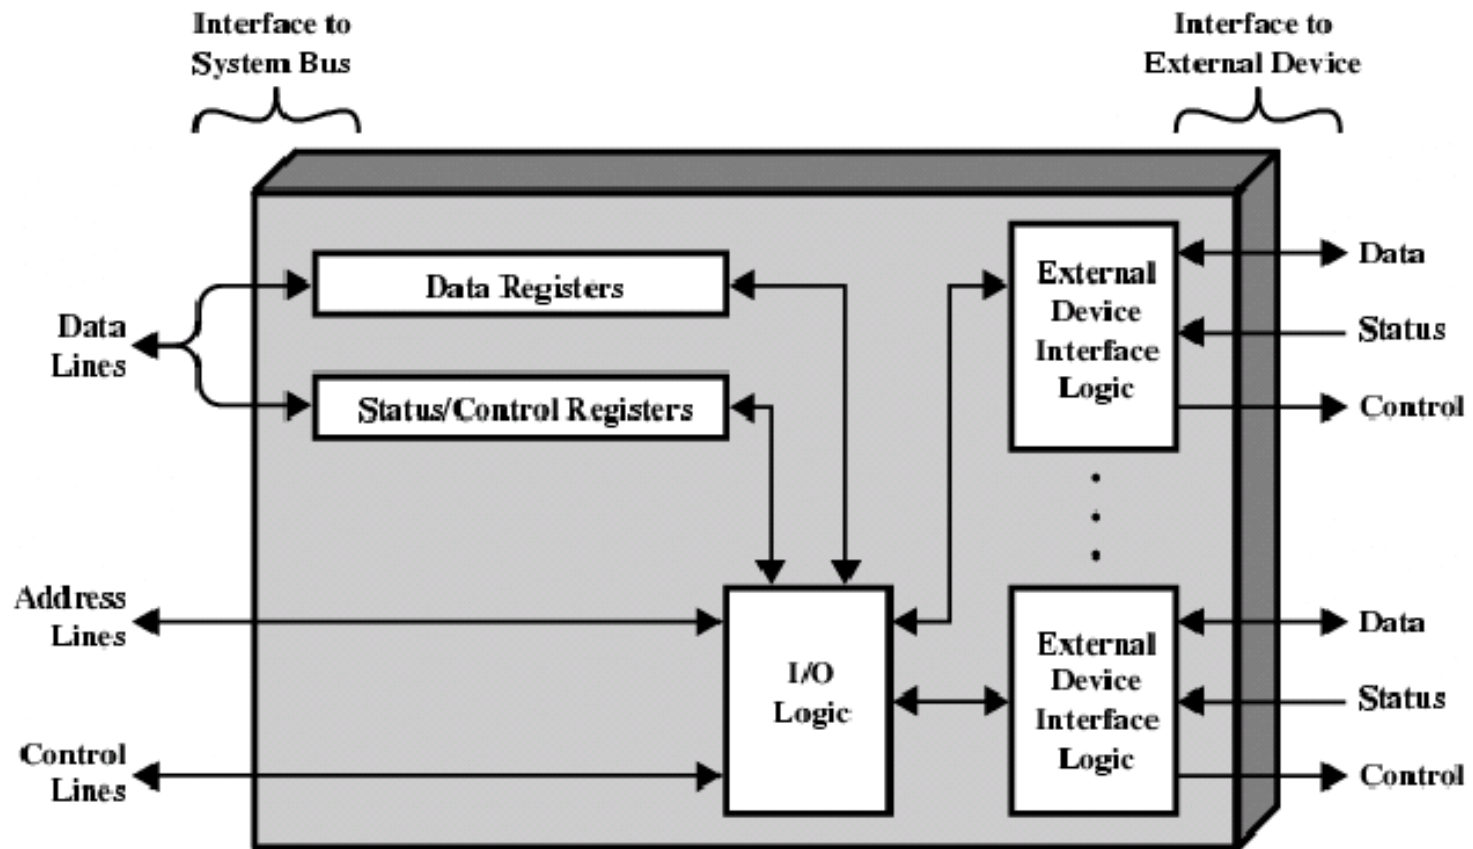 Interface to
System Bus
Interface to
External Device
Data Registers
Status/Control Registers
Data
Lines
Address
Lines
Control
Lines
I/O
Logic
External
Device
Interface
Logic
Data
Status
Control
External
Device
Interface
Logic
Data
Status
Control